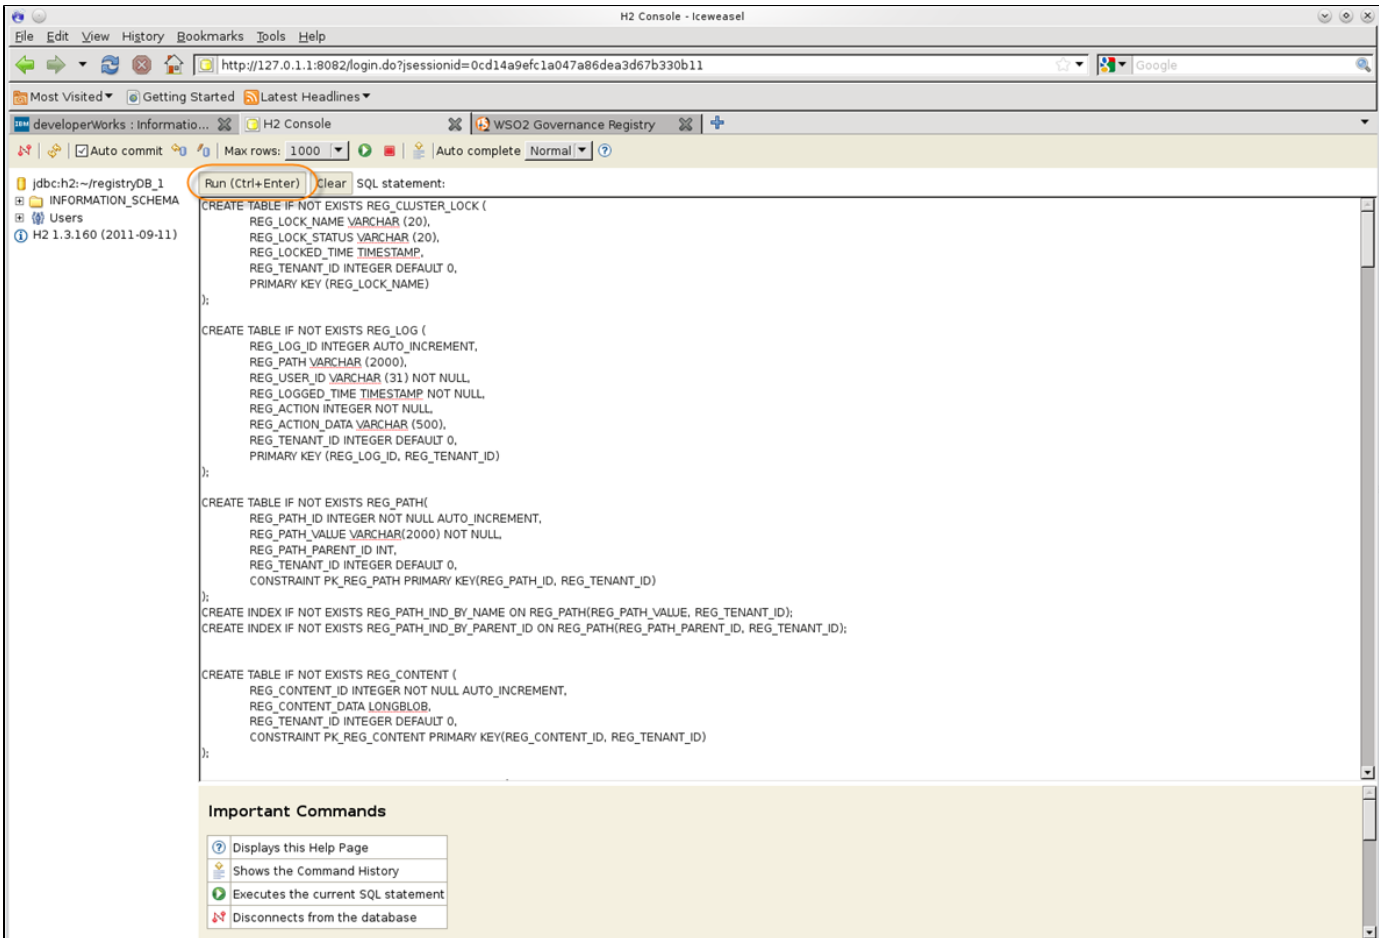 H2 Console - Iceweasel
File Edit View History Bookmarks Tools Help
http://127.0.1.1:8082/login.do?jsessionid=0cd14a9efc1a047a86dea3d67b330b11
Google
Most Visited Getting Started Latest Headlines
IBM developerWorks : Informatio... H2 Console WSO2 Governance Registry
Auto commit Max rows: 1000 Auto complete Normal
jdbc:h2:~/registryDB_1
INFORMATION_SCHEMA
Users
H2 1.3.160 (2011-09-11)
Run (Ctrl+Enter) Clear SQL statement:
CREATE TABLE IF NOT EXISTS REG_CLUSTER_LOCK (
REG_LOCK_NAME VARCHAR (20),
REG_LOCK_STATUS VARCHAR (20),
REG_LOCKED_TIME TIMESTAMP,
REG_TENANT_ID INTEGER DEFAULT 0,
PRIMARY KEY (REG_LOCK_NAME)
);
CREATE TABLE IF NOT EXISTS REG_LOG (
REG_LOG_ID INTEGER AUTO_INCREMENT,
REG_PATH VARCHAR (2000),
REG_USER_ID VARCHAR (31) NOT NULL,
REG_LOGGED_TIME TIMESTAMP NOT NULL,
REG_ACTION INTEGER NOT NULL,
REG_ACTION_DATA VARCHAR (500),
REG_TENANT_ID INTEGER DEFAULT 0,
PRIMARY KEY (REG_LOG_ID, REG_TENANT_ID)
);
CREATE TABLE IF NOT EXISTS REG_PATH(
REG_PATH_ID INTEGER NOT NULL AUTO_INCREMENT,
REG_PATH_VALUE VARCHAR(2000) NOT NULL,
REG_PATH_PARENT_ID INT,
REG_TENANT_ID INTEGER DEFAULT 0,
CONSTRAINT PK_REG_PATH PRIMARY KEY(REG_PATH_ID, REG_TENANT_ID)
);
CREATE INDEX IF NOT EXISTS REG_PATH_IND_BY_NAME ON REG_PATH(REG_PATH_VALUE, REG_TENANT_ID);
CREATE INDEX IF NOT EXISTS REG_PATH_IND_BY_PARENT_ID ON REG_PATH(REG_PATH_PARENT_ID, REG_TENANT_ID);
CREATE TABLE IF NOT EXISTS REG_CONTENT (
REG_CONTENT_ID INTEGER NOT NULL AUTO_INCREMENT,
REG_CONTENT_DATA LONGBLOB,
REG_TENANT_ID INTEGER DEFAULT 0,
CONSTRAINT PK_REG_CONTENT PRIMARY KEY(REG_CONTENT_ID, REG_TENANT_ID)
);
Important Commands
Displays this Help Page
Shows the Command History
Executes the current SQL statement
Disconnects from the database